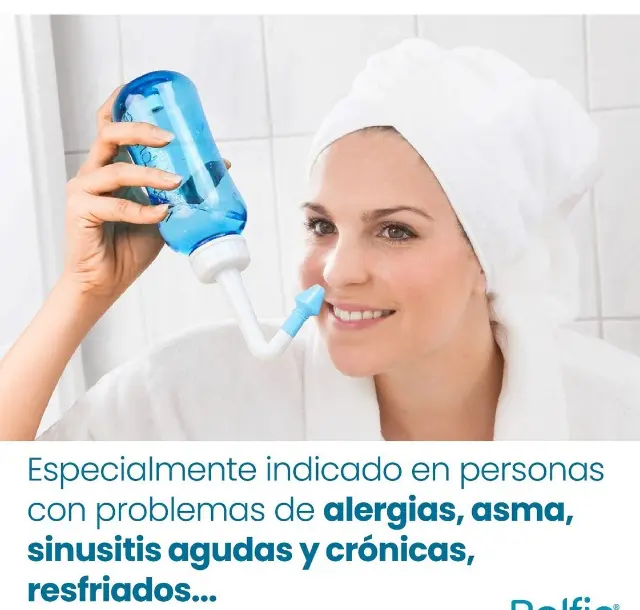 Especialmente indicado en personas
con problemas de alergias, asma,
sinusitis agudas y crónicas,
resfriados...